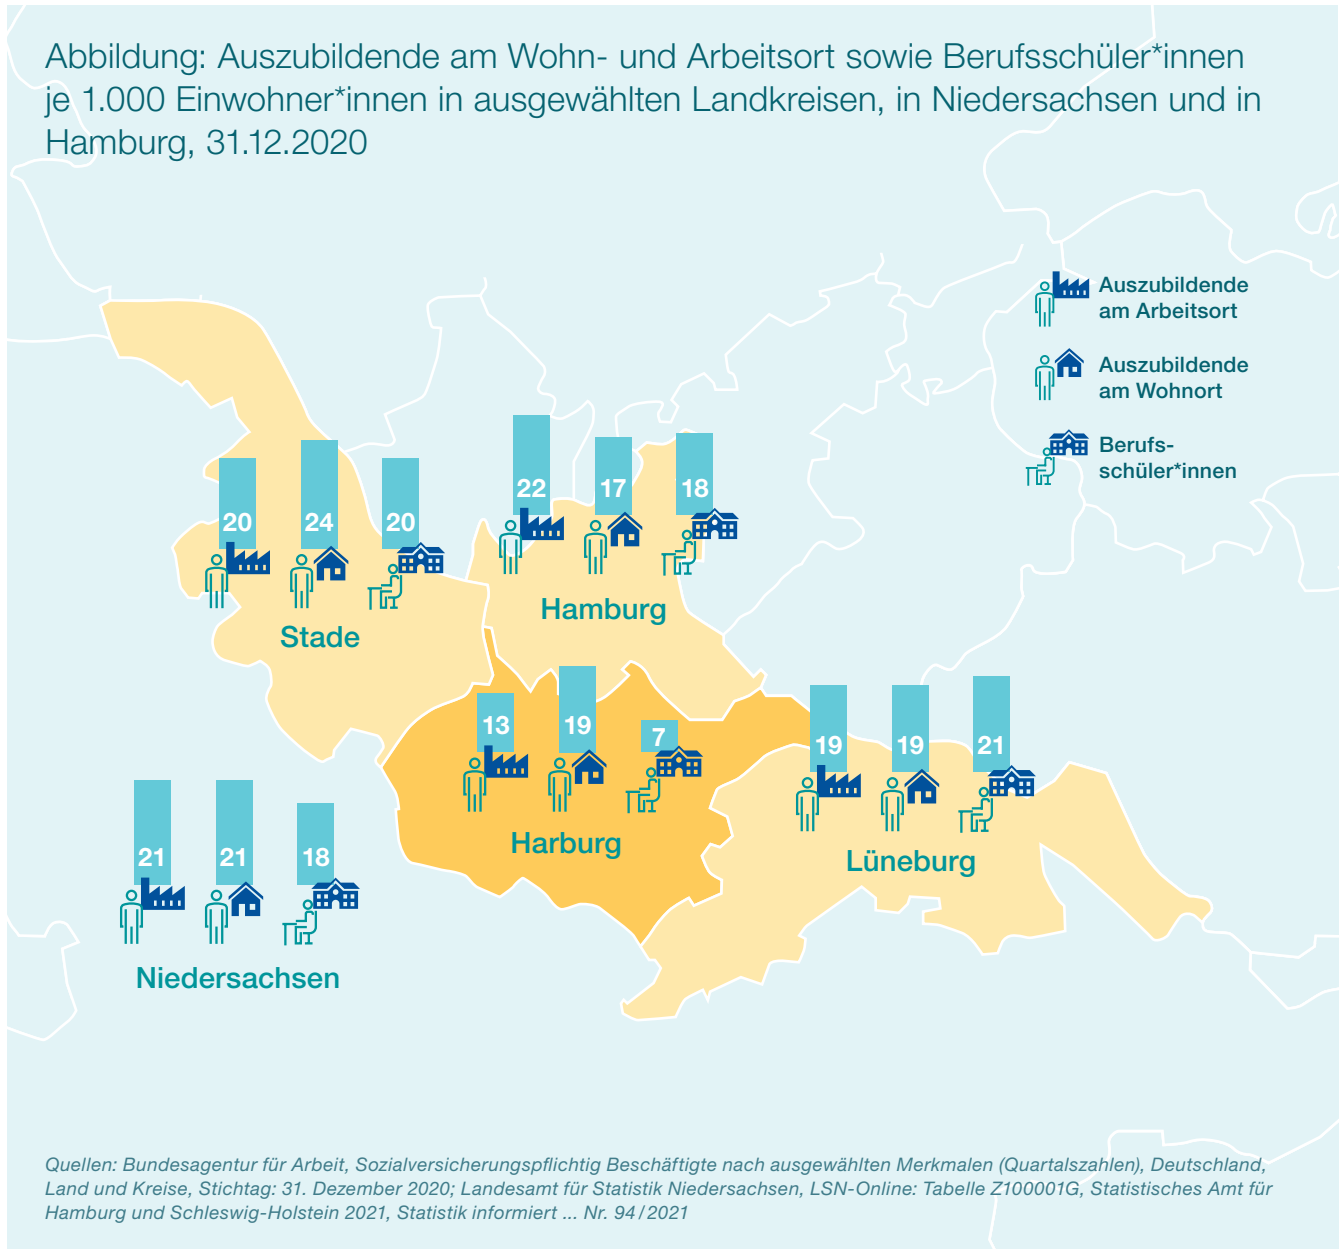 Abbildung: Auszubildende am Wohn- und Arbeitsort sowie Berufsschüler*innen
je 1.000 Einwohner*innen in ausgewählten Landkreisen, in Niedersachsen und in
Hamburg, 31.12.2020
Auszubildende
am Arbeitsort
Auszubildende
am Wohnort
Berufs-
schüler*innen
20 24 20
Stade
22 17 18
Hamburg
13 19 7
Harburg
19 19 21
Lüneburg
21 21 18
Niedersachsen
Quellen: Bundesagentur für Arbeit, Sozialversicherungspflichtig Beschäftigte nach ausgewählten Merkmalen (Quartalszahlen), Deutschland,
Land und Kreise, Stichtag: 31. Dezember 2020; Landesamt für Statistik Niedersachsen, LSN-Online: Tabelle Z100001G, Statistisches Amt für
Hamburg und Schleswig-Holstein 2021, Statistik informiert ... Nr. 94/2021